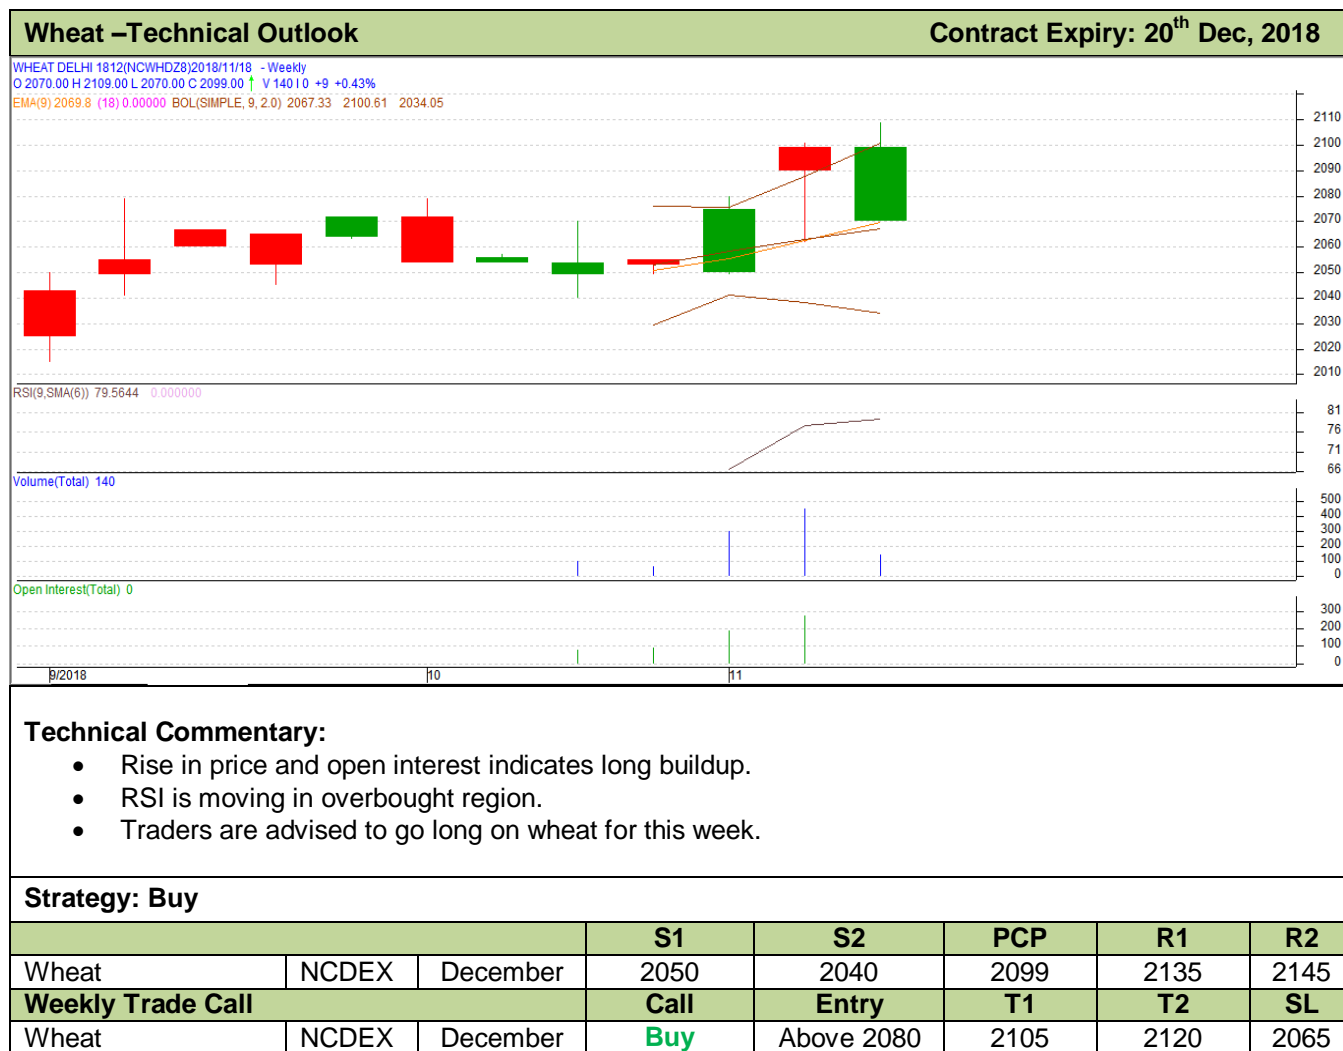 Wheat –Technical Outlook Contract Expiry: 20th Dec, 2018
WHEAT DELHI 1812(NCWHDZ8)2018/11/18 - Weekly
O 2070.00 H 2109.00 L 2070.00 C 2099.00 ↑ V 140 I 0 +9 +0.43%
EMA(9) 2069.8 (18) 0.00000 BOL(SIMPLE, 9, 2.0) 2067.33 2100.61 2034.05
2110
2100
2090
2080
2070
2060
2050
2040
2030
2020
2010
RSI(9,SMA(6)) 79.5644 0.000000
81
76
71
66
Volume(Total) 140
500
400
300
200
100
0
Open Interest(Total) 0
300
200
100
0
9/2018 10 11
Technical Commentary:
• Rise in price and open interest indicates long buildup.
• RSI is moving in overbought region.
• Traders are advised to go long on wheat for this week.
Strategy: Buy
S1 S2 PCP R1 R2
Wheat NCDEX December 2050 2040 2099 2135 2145
Weekly Trade Call Call Entry T1 T2 SL
Wheat NCDEX December Buy Above 2080 2105 2120 2065